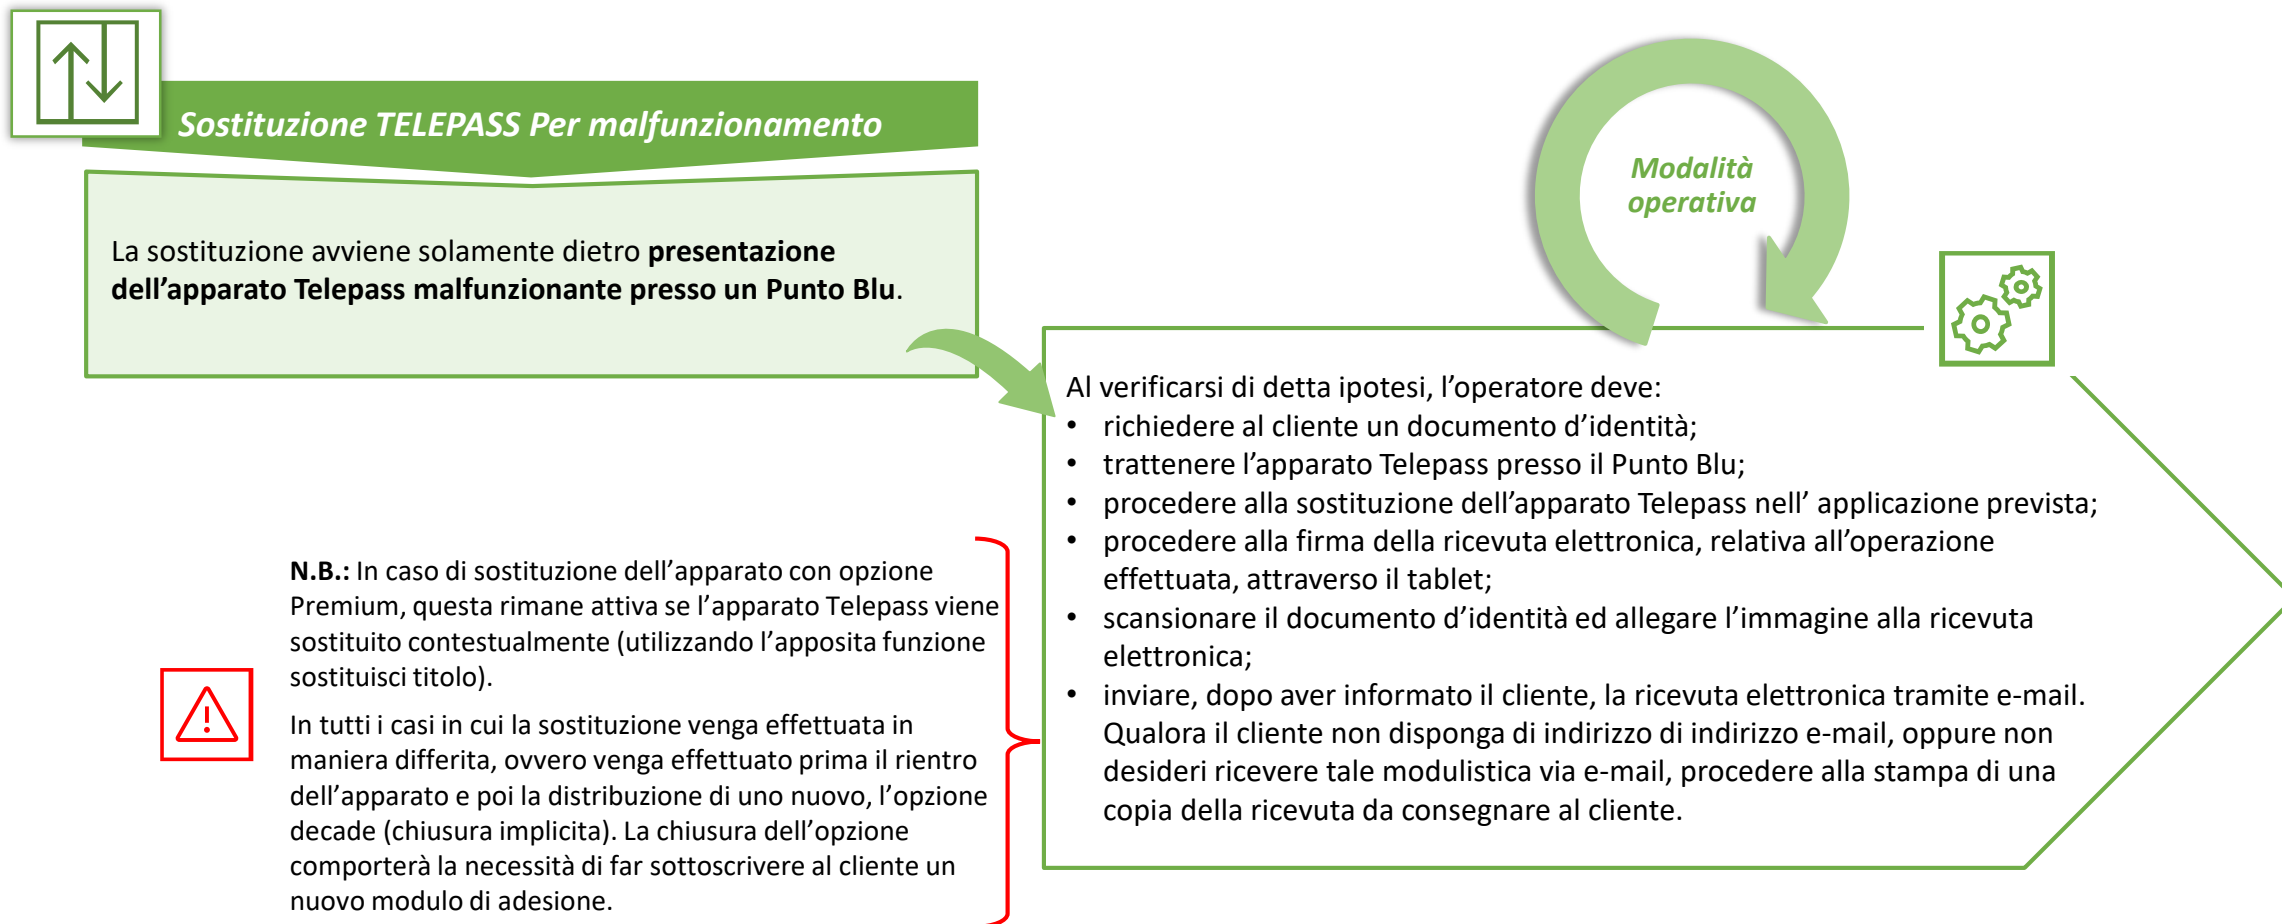 Sostituzione TELEPASS Per malfunzionamento
La sostituzione avviene solamente dietro presentazione
dell’apparato Telepass malfunzionante presso un Punto Blu.
Modalità
operativa
Al verificarsi di detta ipotesi, l’operatore deve:
• richiedere al cliente un documento d’identità;
• trattenere l’apparato Telepass presso il Punto Blu;
• procedere alla sostituzione dell’apparato Telepass nell’ applicazione prevista;
• procedere alla firma della ricevuta elettronica, relativa all’operazione
effettuata, attraverso il tablet;
• scansionare il documento d’identità ed allegare l’immagine alla ricevuta
elettronica;
• inviare, dopo aver informato il cliente, la ricevuta elettronica tramite e-mail.
Qualora il cliente non disponga di indirizzo di indirizzo e-mail, oppure non
desideri ricevere tale modulistica via e-mail, procedere alla stampa di una
copia della ricevuta da consegnare al cliente.
N.B.: In caso di sostituzione dell’apparato con opzione
Premium, questa rimane attiva se l’apparato Telepass viene
sostituito contestualmente (utilizzando l’apposita funzione
sostituisci titolo).
In tutti i casi in cui la sostituzione venga effettuata in
maniera differita, ovvero venga effettuato prima il rientro
dell’apparato e poi la distribuzione di uno nuovo, l’opzione
decade (chiusura implicita). La chiusura dell’opzione
comporterà la necessità di far sottoscrivere al cliente un
nuovo modulo di adesione.